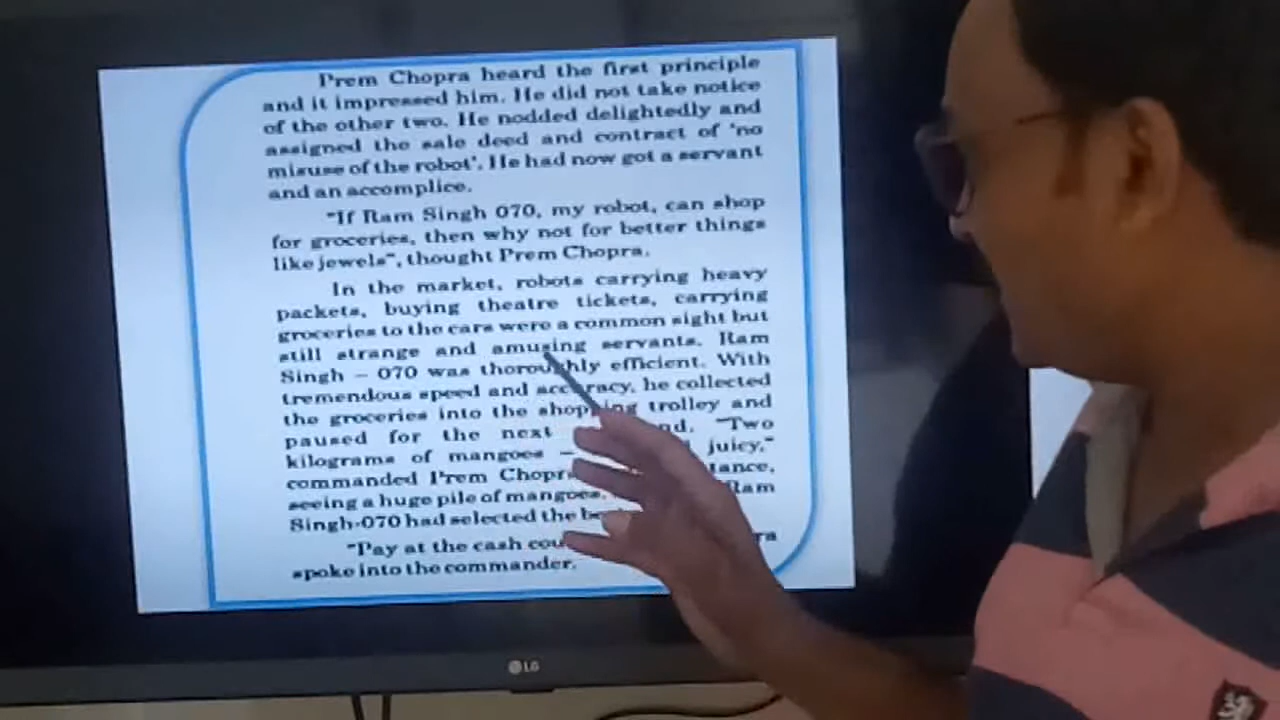 Prem Chopra heard the first principle
and it impressed him. He did not take notice
of the other two. He nodded delightedly and
assigned the sale deed and contract of 'no
misuse of the robot'. He had now got a servant
and an accomplice.
"If Ram Singh 070, my robot, can shop
for groceries, then why not for better things
like jewels", thought Prem Chopra.
In the market, robots carrying heavy
packets, buying theatre tickets, carrying
groceries to the cars were a common sight but
still strange and amusing servants. Ram
Singh – 070 was thoroughly efficient. With
tremendous speed and accuracy, he collected
the groceries into the shopping trolley and
paused for the next "Two
kilograms of mangoes – juicy,"
commanded Prem
seeing a huge pile of mangoes. Ram
Singh-070 had selected the
"Pay at the cash
spoke into the commander.
LG